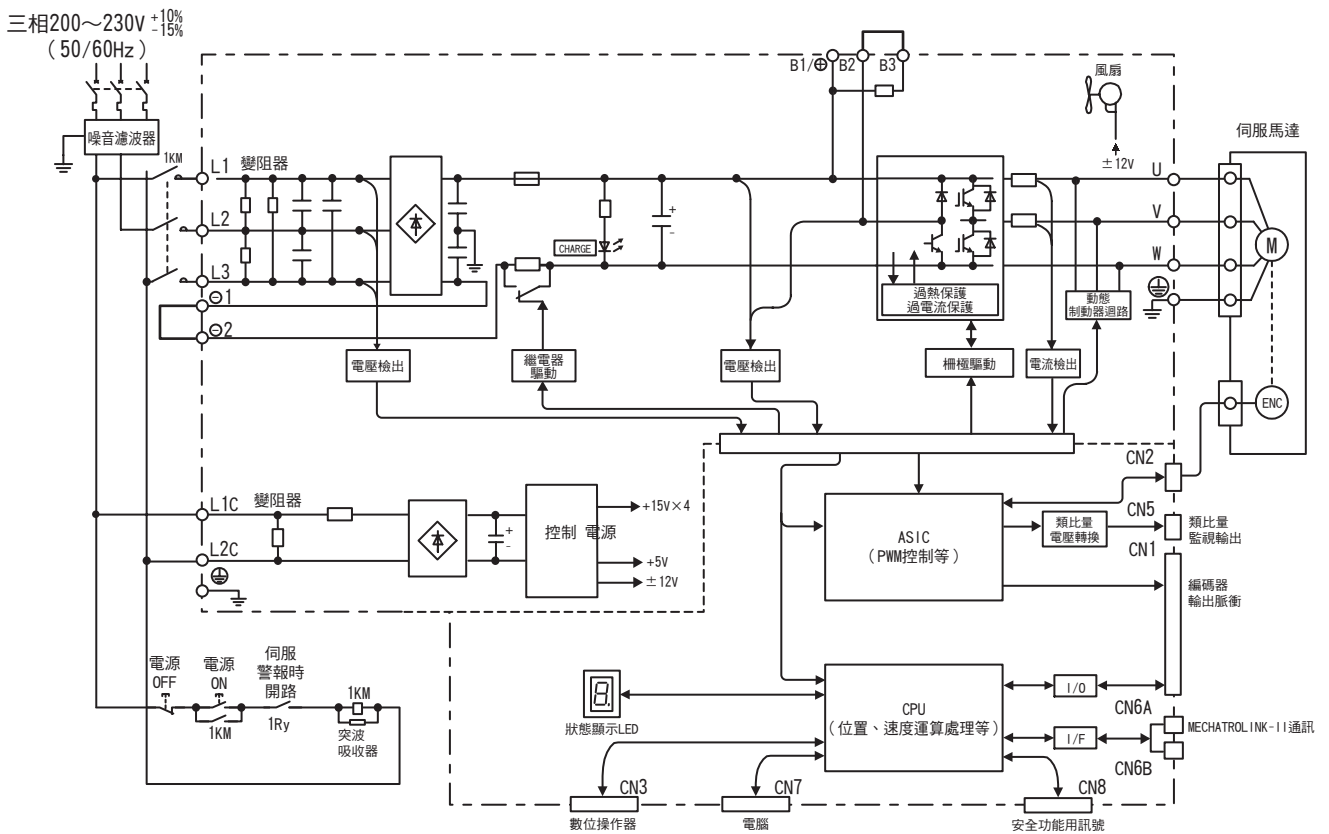 三相200～230V +10% -15%
(50/60Hz)
噪音濾波器
1KM
L1
變阻器
L2
L3
⊖1
⊖2
B1/⊕
B2
B3
風扇
±12V
伺服馬達
U
V
W
M
ENC
CHARGE
+
-
過熱保護
過電流保護
動態
制動器迴路
電壓檢出
繼電器
驅動
電壓檢出
柵極驅動
電流檢出
L1C
變阻器
L2C
+
-
控制 電源
+15V×4
+5V
±12V
ASIC
(PWM控制等)
類比量
電壓轉換
CN2
CN5
類比量
監視輸出
CN1
編碼器
輸出脈衝
電源
OFF
電源
ON
1KM
伺服
警報時
開路
1Ry
1KM
突波
吸收器
8.
狀態顯示LED
CPU
(位置、速度運算處理等)
I/O
I/F
CN6A
MECHATROLINK-II通訊
CN6B
CN3
數位操作器
CN7
電腦
CN8
安全功能用訊號